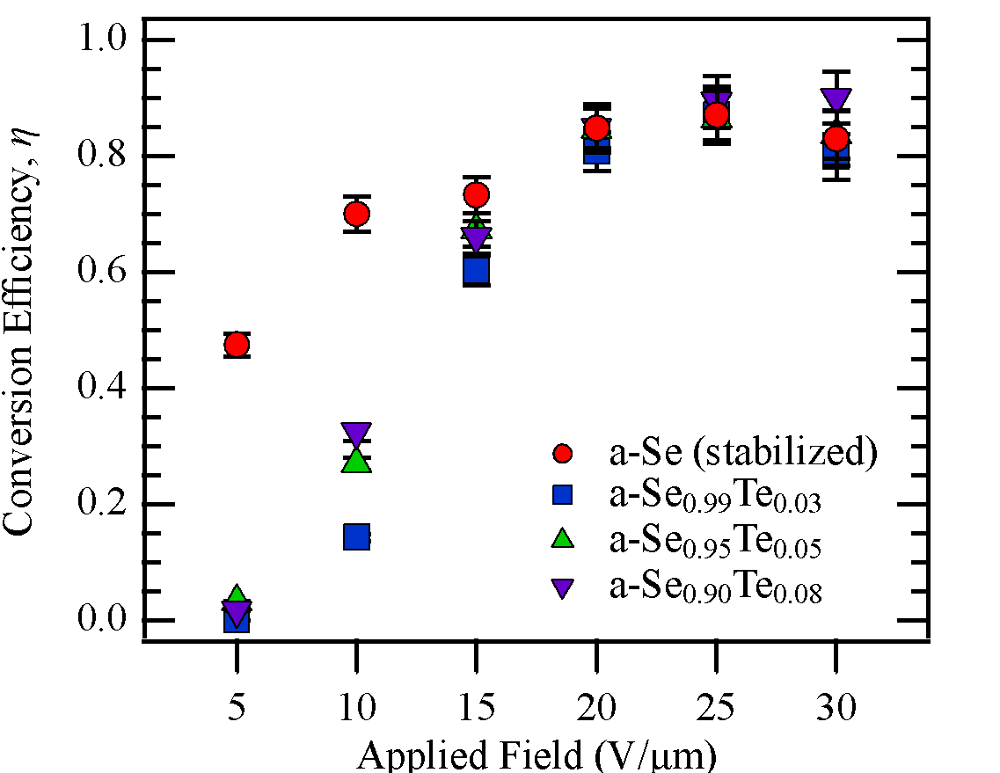 Conversion Efficiency, η
1.0
0.8
0.6
0.4
0.2
0.0
a-Se (stabilized)
a-Se0.99Te0.03
a-Se0.95Te0.05
a-Se0.90Te0.08
5 10 15 20 25 30
Applied Field (V/μm)